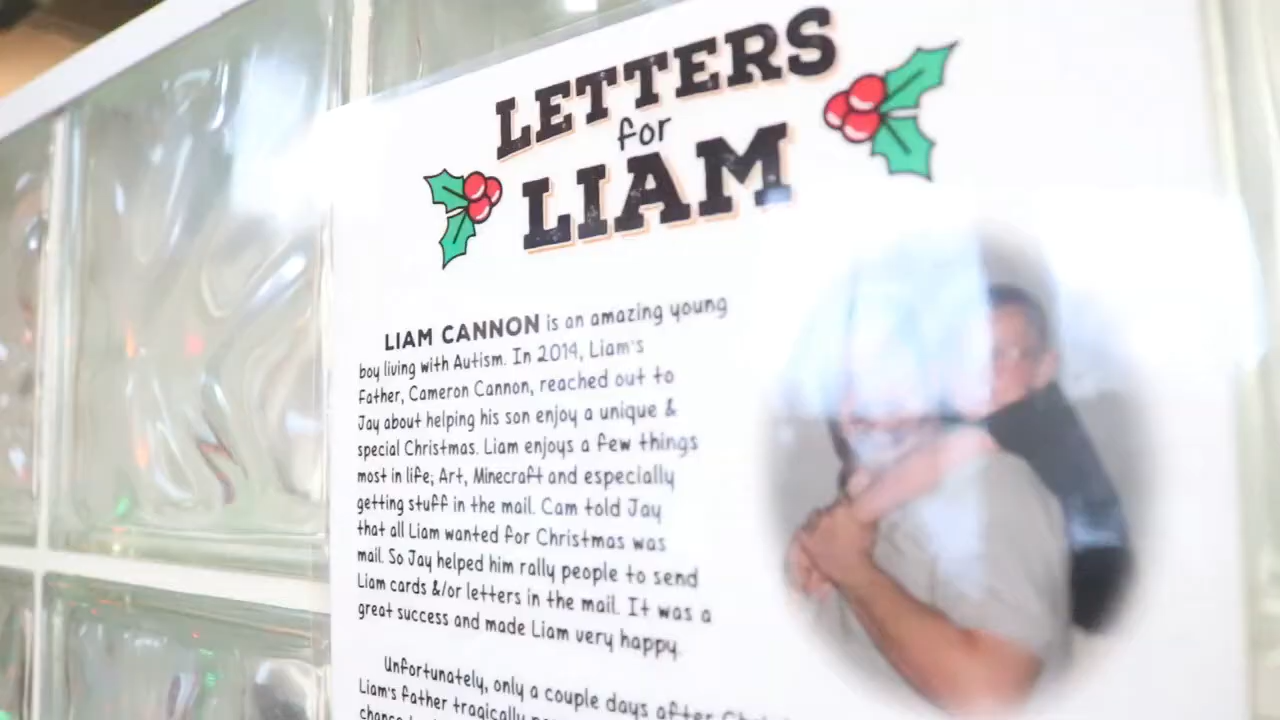 LETTERS
for
LIAM
LIAM CANNON is an amazing young
boy living with Autism. In 2014, Liam's
Father, Cameron Cannon, reached out to
Jay about helping his son enjoy a unique &
special Christmas. Liam enjoys a few things
most in life; Art, Minecraft and especially
getting stuff in the mail. Cam told Jay
that all Liam wanted for Christmas was
mail. So Jay helped him rally people to send
Liam cards &/or letters in the mail. It was a
great success and made Liam very happy.
Unfortunately, only a couple days after
Liam's father tragically